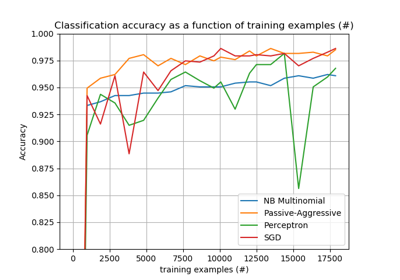 Classification accuracy as a function of training examples (#)
1.000
0.975
0.950
0.925
0.900
0.875
0.850
0.825
0.800
Accuracy
NB Multinomial
Passive-Aggressive
Perceptron
SGD
0 2500 5000 7500 10000 12500 15000 17500
training examples (#)